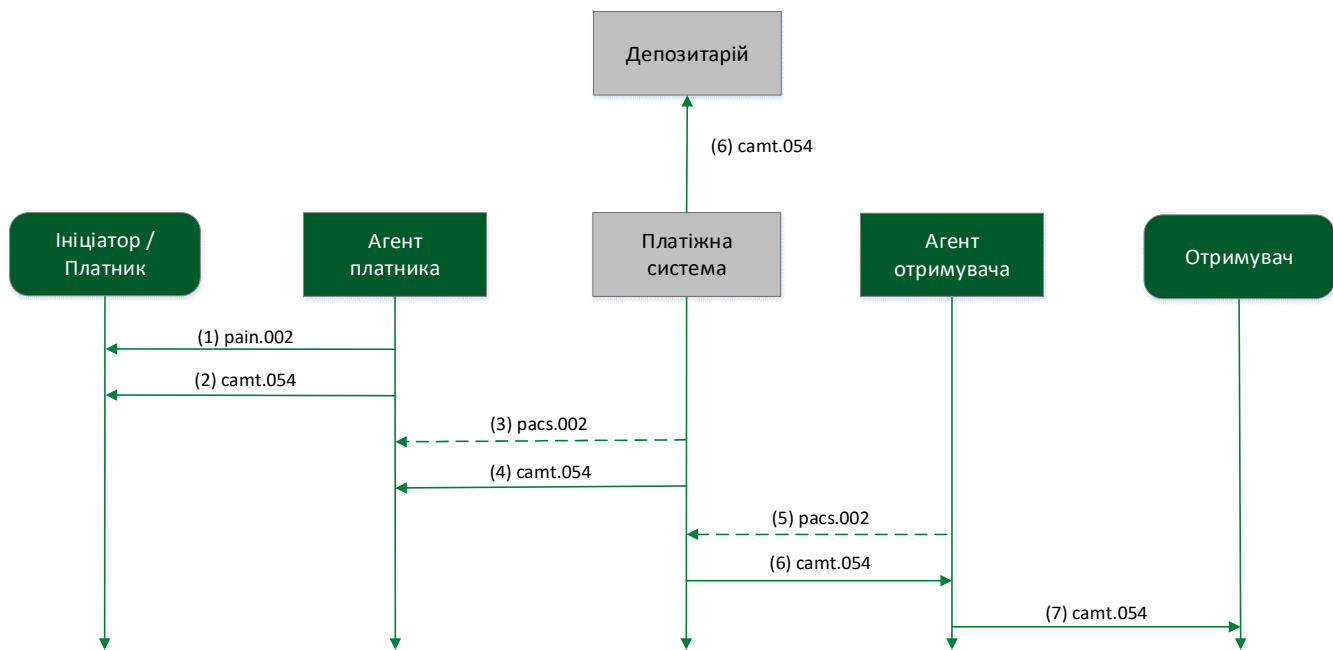 Депозитарій
(6) camt.054
Ініціатор /
Платник
Агент
платника
Платіжна
система
Агент
отримувача
Отримувач
(1) pain.002
(2) camt.054
(3) pacs.002
(4) camt.054
(5) pacs.002
(6) camt.054
(7) camt.054